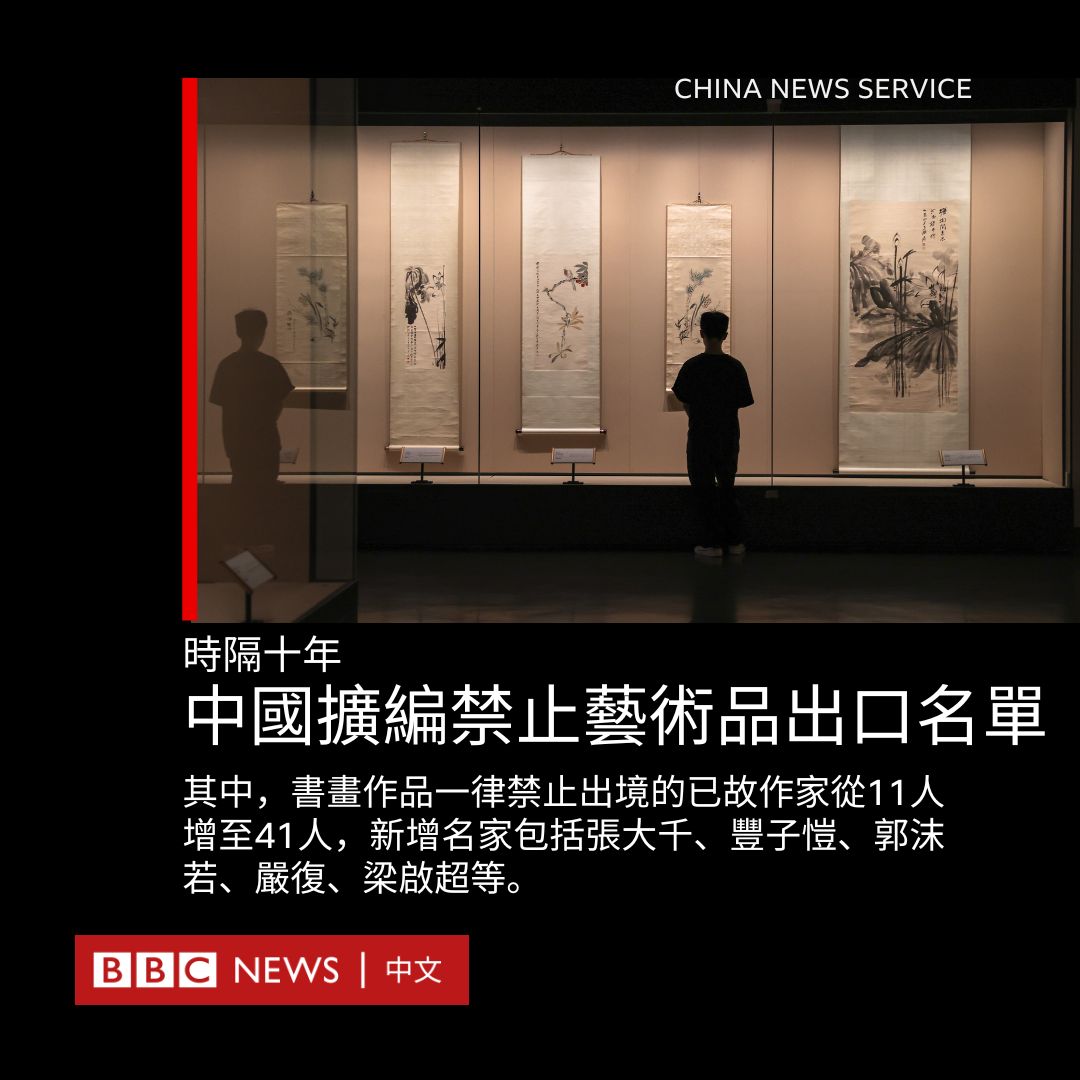 CHINA NEWS SERVICE
時隔十年
中國擴編禁止藝術品出口名單
其中，書畫作品一律禁止出境的已故作家從11人
增至41人，新增名家包括張大千、豐子愷、郭沫
若、嚴復、梁啟超等。
BBC NEWS | 中文